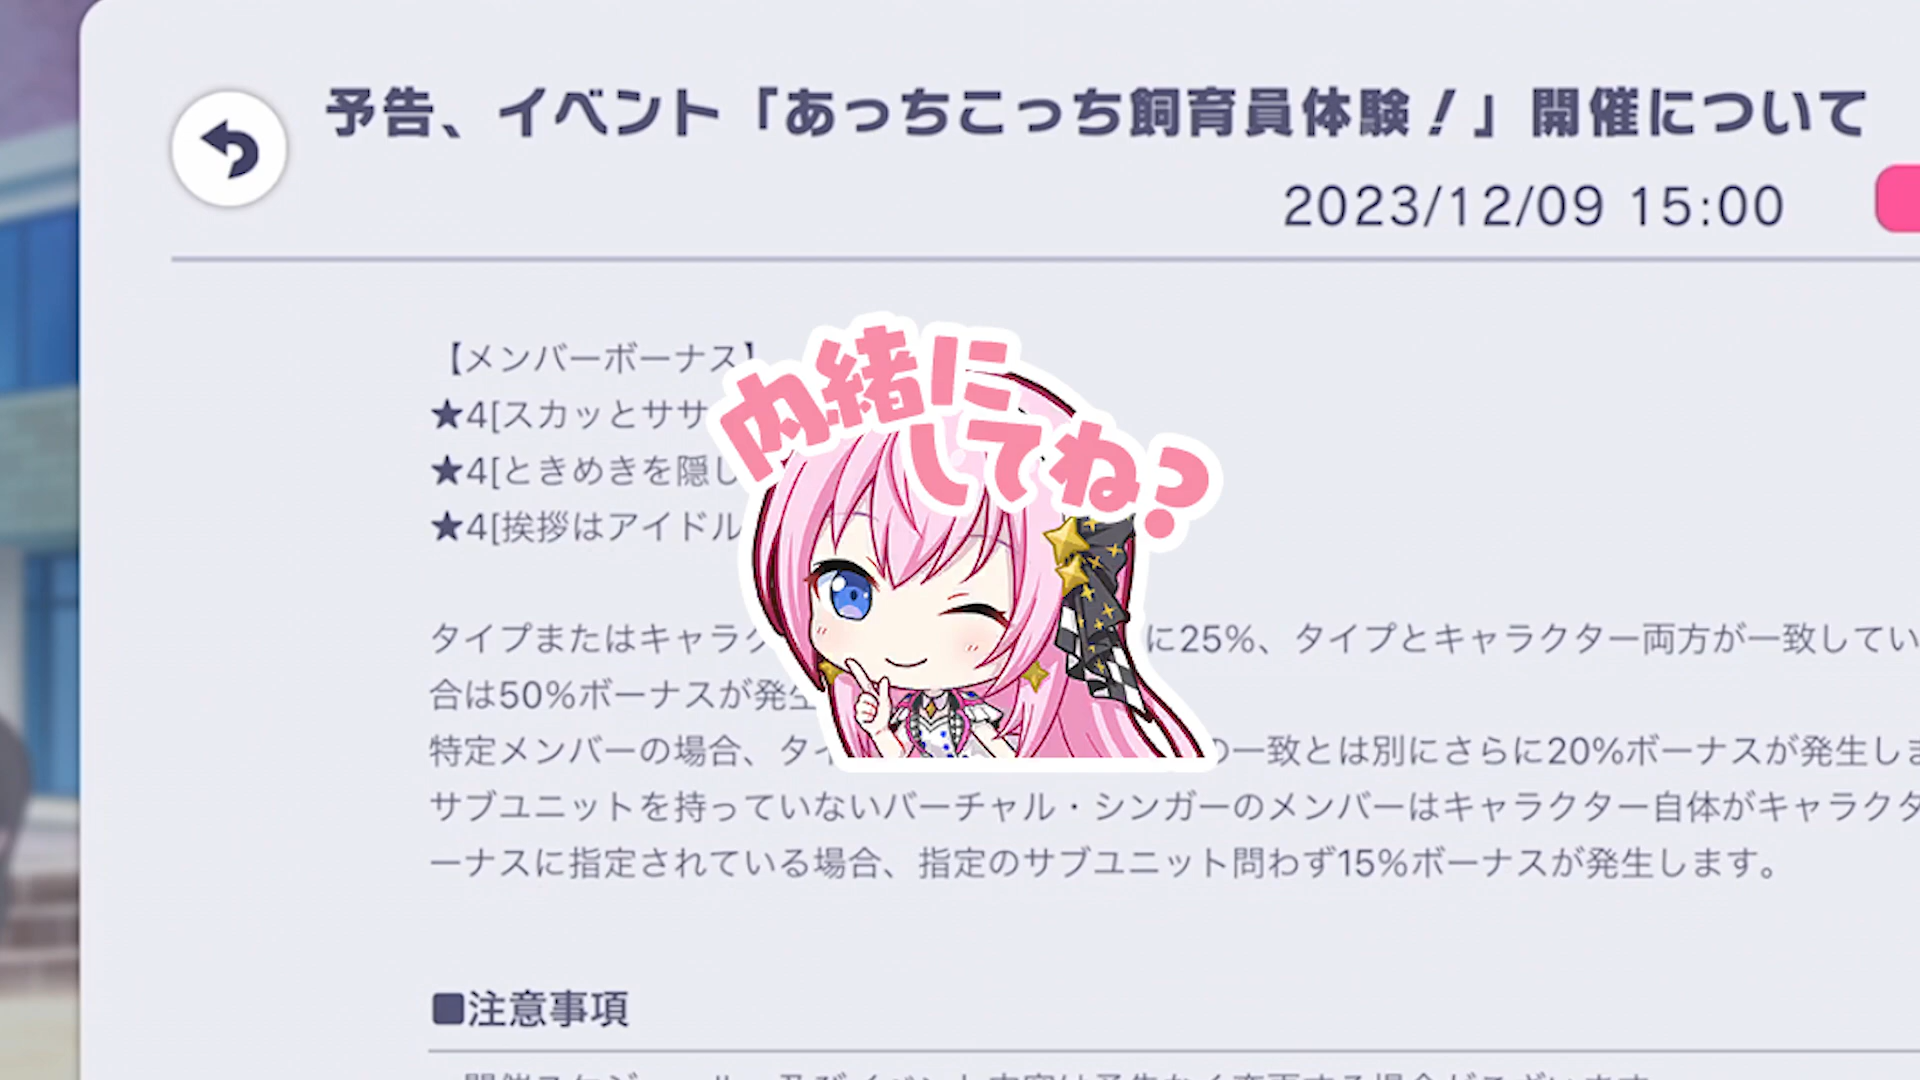 予告、イベント「あっちこっち飼育員体験!」開催について
2023/12/09 15:00
【メンバーボーナス】
★4[スカッとササ
★4[ときめきを隠し
★4[挨拶はアイドル
内緒に
してね?
タイプまたはキャラク に25%、タイプとキャラクター両方が一致してい
合は50%ボーナスが発生
特定メンバーの場合、タイ の一致とは別にさらに20%ボーナスが発生しま
サブユニットを持っていないバーチャル・シンガーのメンバーはキャラクター自体がキャラクタ
ーナスに指定されている場合、指定のサブユニット問わず15%ボーナスが発生します。
■注意事項